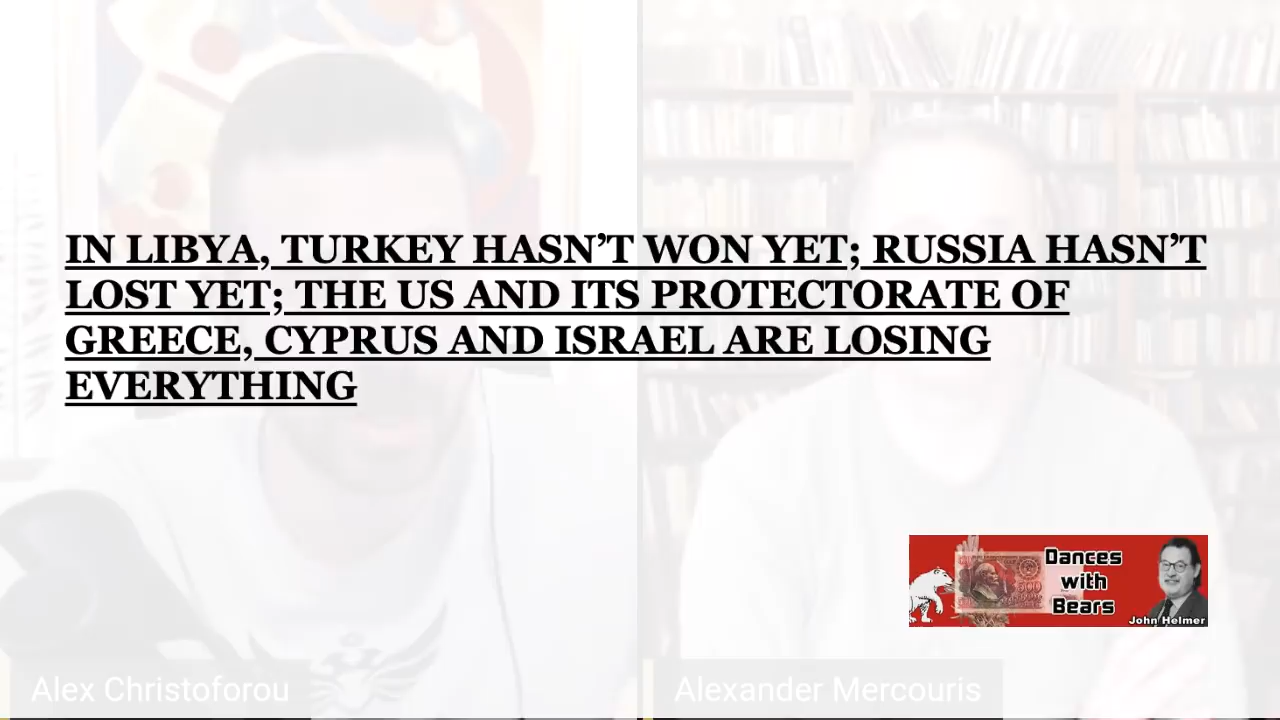 IN LIBYA, TURKEY HASN’T WON YET; RUSSIA HASN’T
LOST YET; THE US AND ITS PROTECTORATE OF
GREECE, CYPRUS AND ISRAEL ARE LOSING
EVERYTHING
Dances
with
Bears
John Helmer
Alex Christoforou
Alexander Mercouris